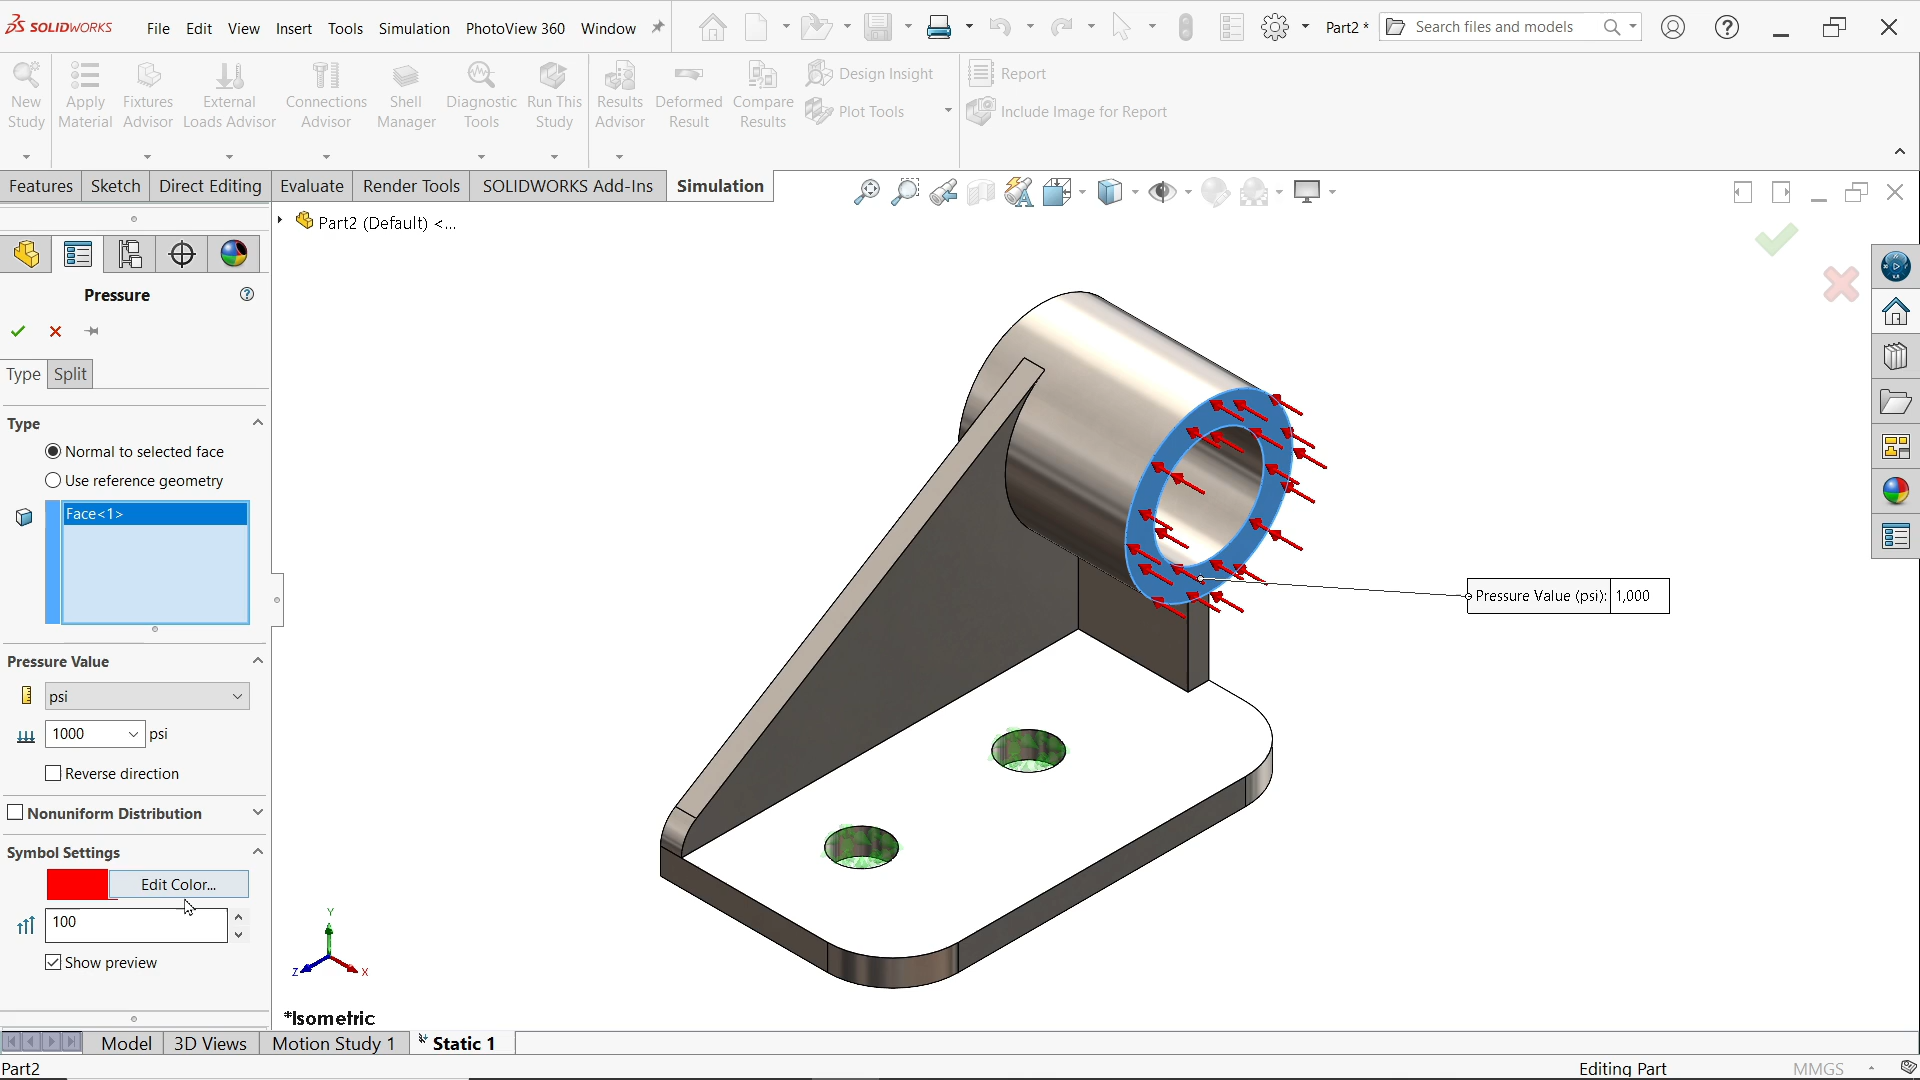 SOLIDWORKS
File Edit View Insert Tools Simulation PhotoView 360 Window
Part2 *
Search files and models
New Study
Apply Material
Fixtures Advisor
External Loads Advisor
Connections Advisor
Shell Manager
Diagnostic Tools
Run This Study
Results Advisor
Deformed Result
Compare Results
Design Insight
Plot Tools
Report
Include Image for Report
Features Sketch Direct Editing Evaluate Render Tools SOLIDWORKS Add-Ins Simulation
Part2 (Default) <...
Pressure
Type Split
Type
Normal to selected face
Use reference geometry
Face<1>
Pressure Value
psi
1000 psi
Reverse direction
Nonuniform Distribution
Symbol Settings
Edit Color...
100
Show preview
Pressure Value (psi): 1,000
Y
Z
X
*Isometric
Model 3D Views Motion Study 1 Static 1
Part2
Editing Part
MMGS